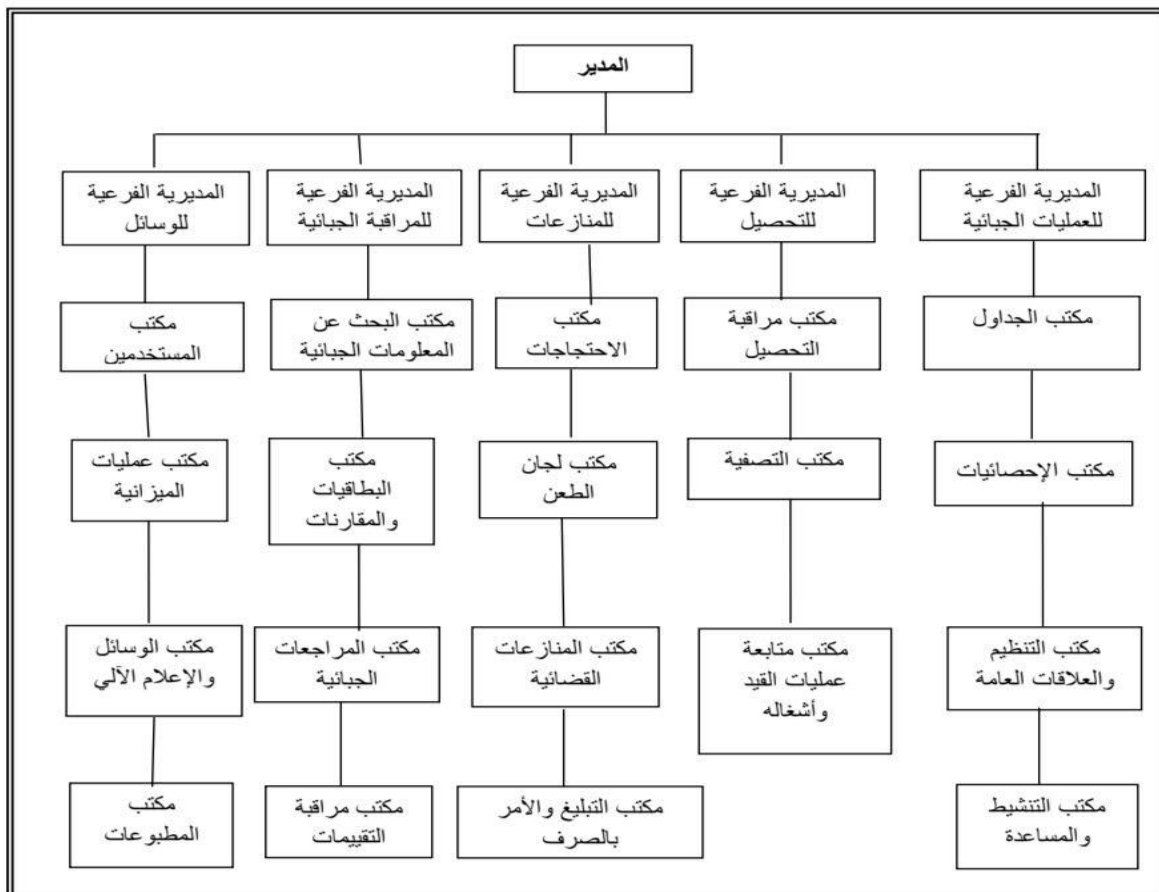 المدير
المديرية الفرعية
للعمليات الجبائية
المديرية الفرعية
للتحصيل
المديرية الفرعية
للمنازعات
المديرية الفرعية
للمراقبة الجبائية
المديرية الفرعية
للوسائل
مكتب الجداول
مكتب مراقبة
التحصيل
مكتب
الاحتجاجات
مكتب البحث عن
المعلومات الجبائية
مكتب
المستخدمين
مكتب الإحصائيات
مكتب التصفية
مكتب لجان
الطعن
مكتب
البطاقيات
والمقارنات
مكتب عمليات
الميزانية
مكتب التنظيم
والعلاقات العامة
مكتب متابعة
عمليات القيد
وأشغاله
مكتب المنازعات
القضائية
مكتب المراجعات
الجبائية
مكتب الوسائل
والإعلام الآلي
مكتب التنشيط
والمساعدة
مكتب التبليغ والأمر
بالصرف
مكتب مراقبة
التقييمات
مكتب
المطبوعات